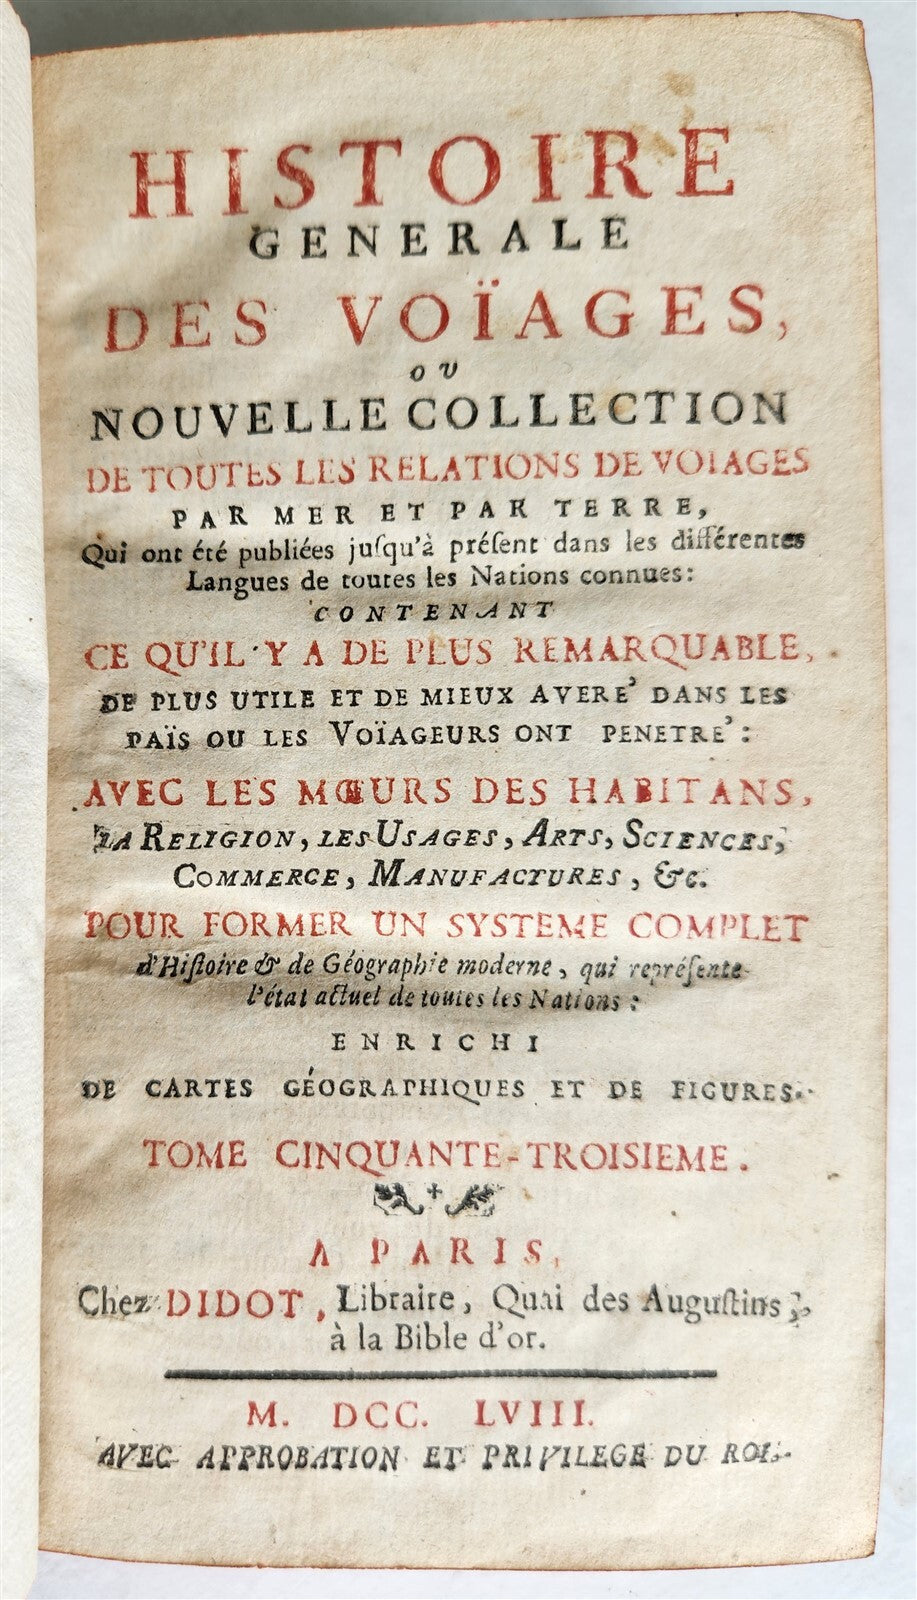 HISTOIRE
GENERALE
DES VOÏAGES,
OU
NOUVELLE COLLECTION
DE TOUTES LES RELATIONS DE VOIAGES
PAR MER ET PAR TERRE,
Qui ont été publiées juſqu'à préſent dans les différentes
Langues de toutes les Nations connues:
CONTENANT
CE QU'IL Y A DE PLUS REMARQUABLE,
DE PLUS UTILE ET DE MIEUX AVERE' DANS LES
PAÏS OU LES VOÏAGEURS ONT PENETRE':
AVEC LES MŒURS DES HABITANS,
LA RELIGION, LES USAGES, ARTS, SCIENCES,
COMMERCE, MANUFACTURES, &c.
POUR FORMER UN SYSTEME COMPLET
d'Hiſtoire & de Géographie moderne, qui repréſente
l'état actuel de toutes les Nations:
ENRICHI
DE CARTES GÉOGRAPHIQUES ET DE FIGURES.
TOME CINQUANTE-TROISIEME.
A PARIS,
Chez DIDOT, Libraire, Quai des Auguſtins,
à la Bible d'or.
M. DCC. LVIII.
AVEC APPROBATION ET PRIVILEGE DU ROI.